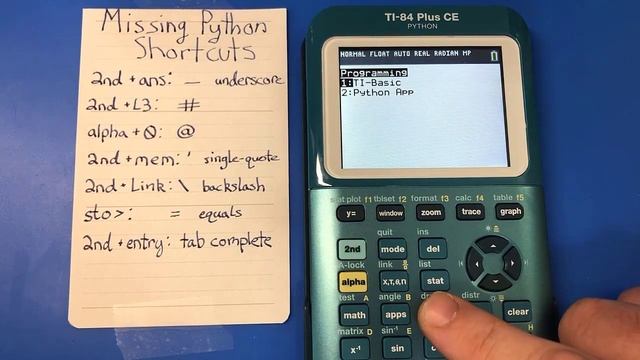 Missing Python
Shortcuts
2nd + ans: _ underscore
2nd + L3: #
alpha + 0: @
2nd + mem: ' single-quote
2nd + Link: \ backslash
sto>: = equals
2nd + entry: tab complete
TI-84 Plus CE
PYTHON
NORMAL FLOAT AUTO REAL RADIAN MP
Programming
1:TI-Basic
2:Python App
stat plot f1 tblset f2 format f3 calc f4 table f5
y= window zoom trace graph
quit ins
2nd mode del
A-lock link list
alpha X,T,θ,n stat
test A angle B distr
math apps clear
matrix D sin⁻¹ E H
x⁻¹ sin